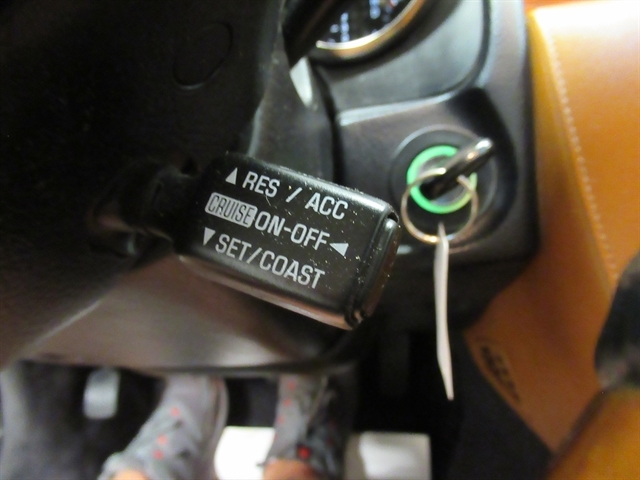 ▲ RES / ACC
CRUISE ON-OFF ◄
▼ SET/COAST